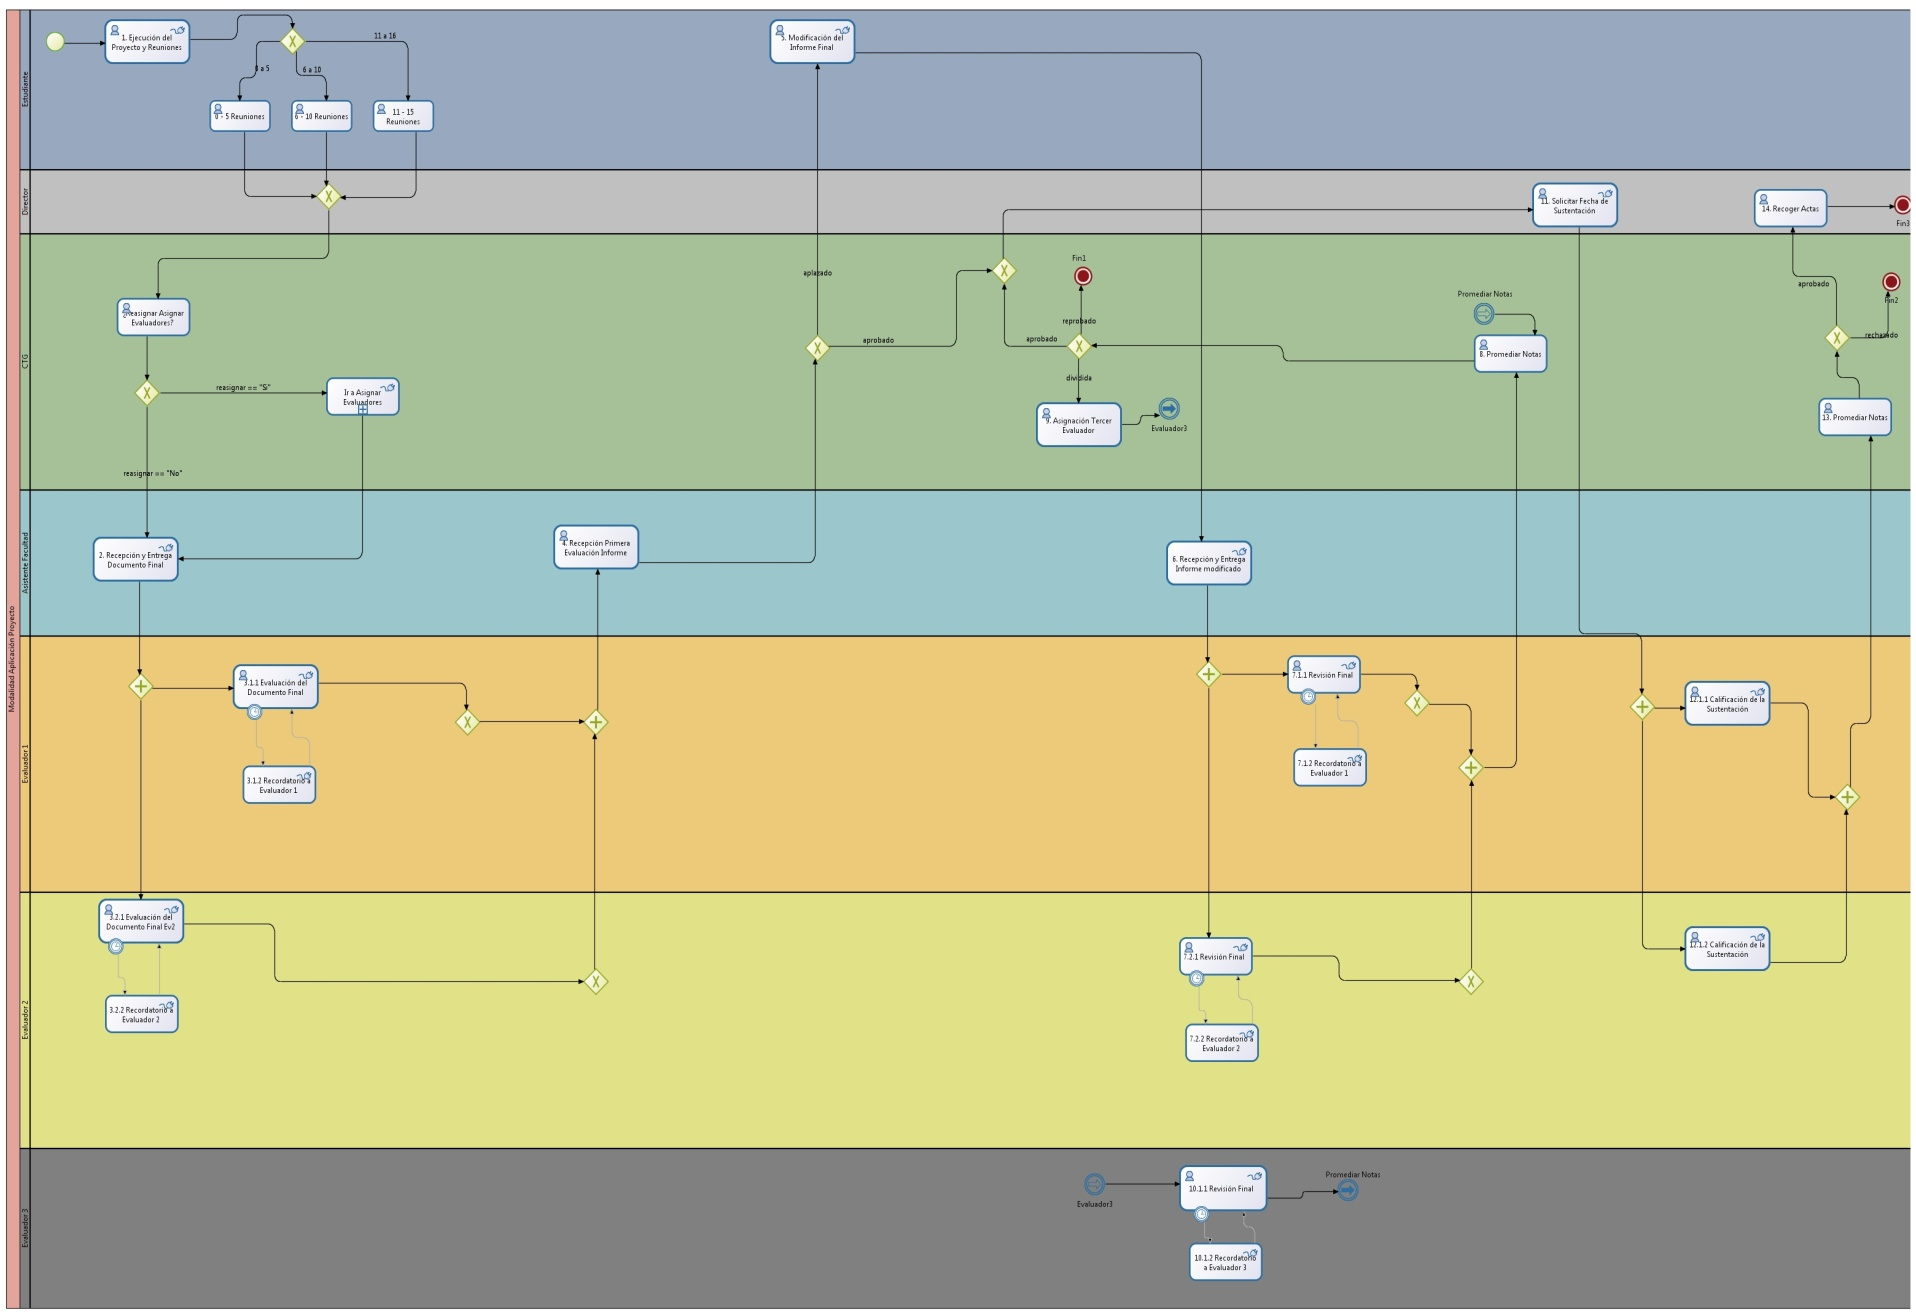 Modalidad Aplicación Proyecto
Estudiante
1. Ejecución del
Proyecto y Reuniones
0 a 5
6 a 10
11 a 16
0 - 5 Reuniones
6 - 10 Reuniones
11 - 15
Reuniones
5. Modificación del
Informe Final
Director
11. Solicitar Fecha de
Sustentación
14. Recoger Actas
Fin3
CTG
Reasignar Asignar
Evaluadores?
reasignar == "Si"
Ir a Asignar
Evaluadores
reasignar == "No"
aplazado
aprobado
Fin1
reprobado
aprobado
dividida
9. Asignación Tercer
Evaluador
Evaluador3
Promediar Notas
8. Promediar Notas
aprobado
Fin2
rechazado
13. Promediar Notas
Asistente Facultad
2. Recepción y Entrega
Documento Final
4. Recepción Primera
Evaluación Informe
6. Recepción y Entrega
Informe modificado
Evaluador 1
3.1.1 Evaluación del
Documento Final
3.1.2 Recordatorio a
Evaluador 1
7.1.1 Revisión Final
7.1.2 Recordatorio a
Evaluador 1
12.1.1 Calificación de la
Sustentación
Evaluador 2
3.2.1 Evaluación del
Documento Final Ev2
3.2.2 Recordatorio a
Evaluador 2
7.2.1 Revisión Final
7.2.2 Recordatorio a
Evaluador 2
12.1.2 Calificación de la
Sustentación
Evaluador 3
Evaluador3
10.1.1 Revisión Final
Promediar Notas
10.1.2 Recordatorio
a Evaluador 3